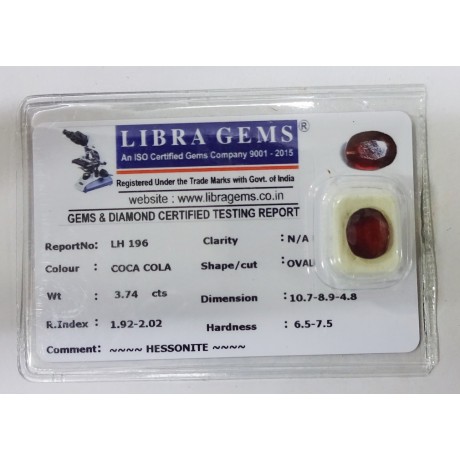 LIBRA GEMS ®
An ISO Certified Gems Company 9001 - 2015
Registered Under the Trade Marks with Govt. of India
website : www.libragems.co.in
GEMS & DIAMOND CERTIFIED TESTING REPORT
ReportNo: LH 196 Clarity : N/A
Colour : COCA COLA Shape/cut : OVAL
Wt : 3.74 cts Dimension : 10.7-8.9-4.8
R.Index : 1.92-2.02 Hardness : 6.5-7.5
Comment: ~~~~ HESSONITE ~~~~